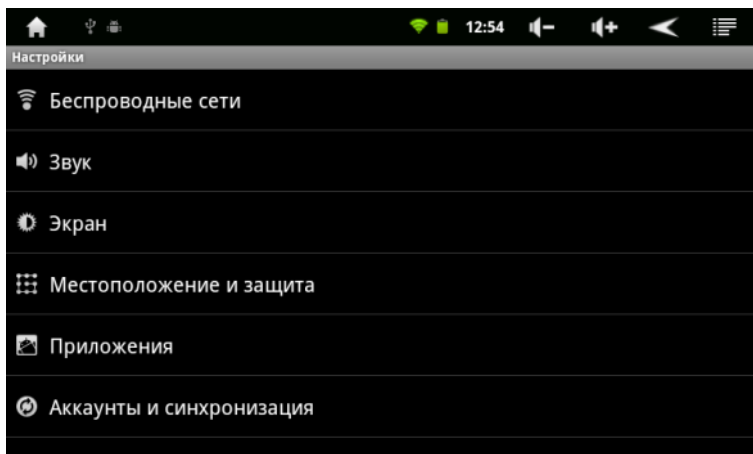 12:54
Настройки
Беспроводные сети
Звук
Экран
Местоположение и защита
Приложения
Аккаунты и синхронизация